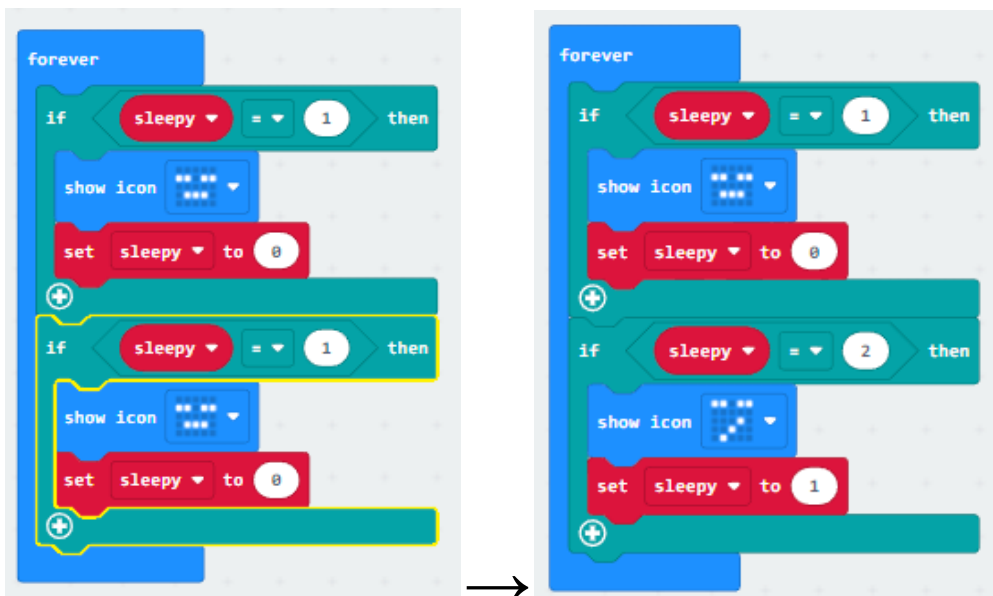 forever
if sleepy = 1 then
show icon
set sleepy to 0
if sleepy = 1 then
show icon
set sleepy to 0
forever
if sleepy = 1 then
show icon
set sleepy to 0
if sleepy = 2 then
show icon
set sleepy to 1